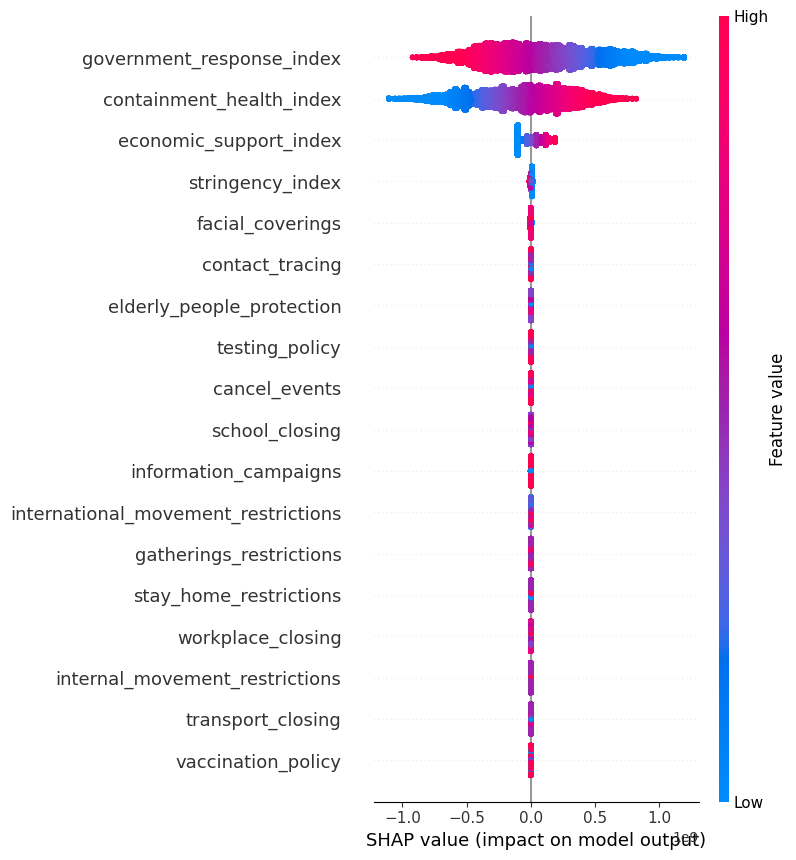 High
government_response_index
containment_health_index
economic_support_index
stringency_index
facial_coverings
contact_tracing
elderly_people_protection
testing_policy
cancel_events
school_closing
information_campaigns
international_movement_restrictions
gatherings_restrictions
stay_home_restrictions
workplace_closing
internal_movement_restrictions
transport_closing
vaccination_policy
Feature value
Low
−1.0 −0.5 0.0 0.5 1.0
SHAP value (impact on model output)